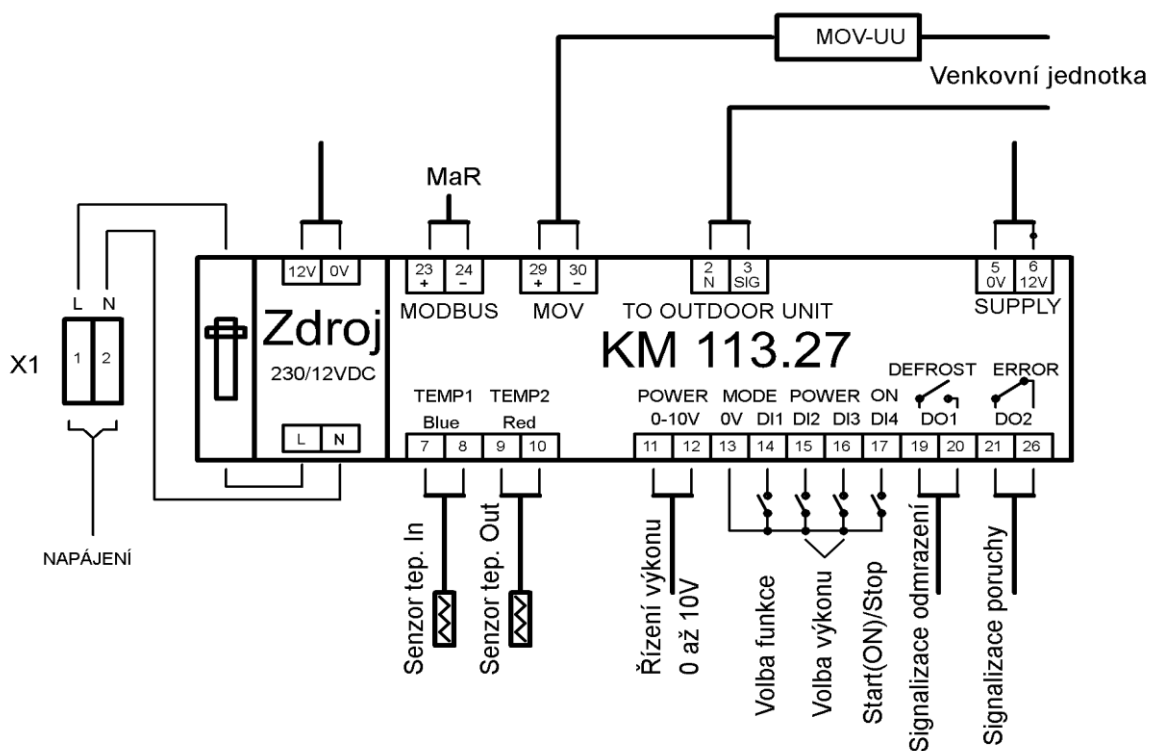 MOV-UU
Venkovní jednotka
MaR
12V 0V
23 24
+ –
MODBUS
29 30
+ –
MOV
2 3
N SIG
TO OUTDOOR UNIT
5 6
0V 12V
SUPPLY
L N
X1
1 2
NAPÁJENÍ
Zdroj
230/12VDC
L N
KM 113.27
TEMP1 TEMP2
Blue Red
7 8 9 10
POWER MODE POWER ON
0-10V 0V DI1 DI2 DI3 DI4
DEFROST ERROR
DO1 DO2
11 12 13 14 15 16 17 19 20 21 26
Senzor tep. In
Senzor tep. Out
Řízení výkonu
0 až 10V
Volba funkce
Volba výkonu
Start(ON)/Stop
Signalizace odmrazení
Signalizace poruchy